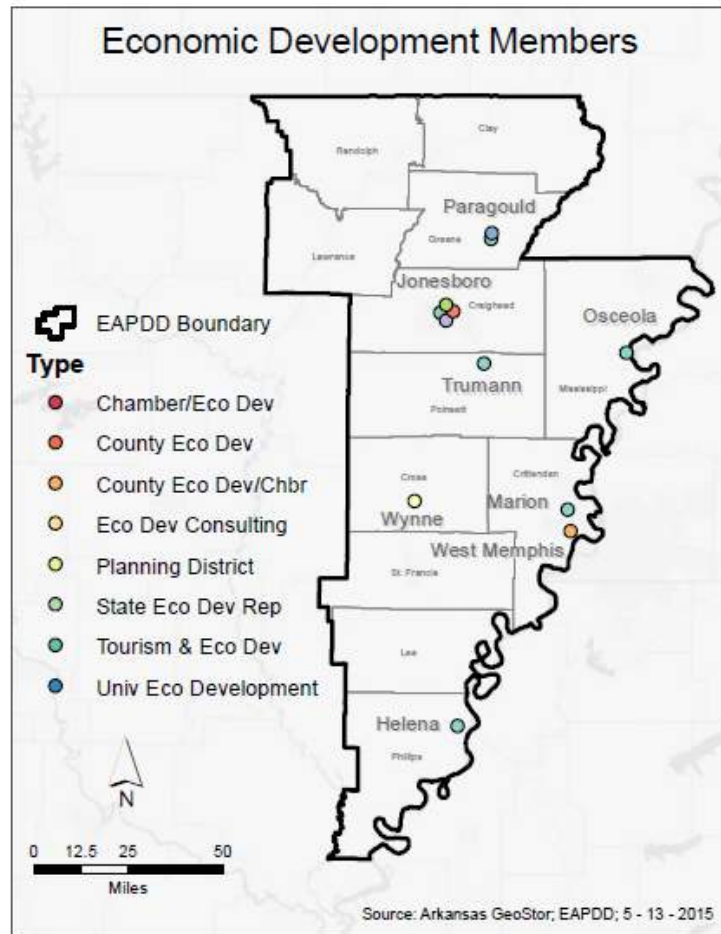 Economic Development Members
Randolph
Clay
Paragould
Greene
Lawrence
Jonesboro
Craighead
Osceola
Mississippi
Trumann
Poinsett
Cross
Wynne
Crittenden
Marion
West Memphis
St. Francis
Lee
Helena
Phillips
EAPDD Boundary
Type
Chamber/Eco Dev
County Eco Dev
County Eco Dev/Chbr
Eco Dev Consulting
Planning District
State Eco Dev Rep
Tourism & Eco Dev
Univ Eco Development
N
0 12.5 25 50
Miles
Source: Arkansas GeoStor; EAPDD; 5 - 13 - 2015